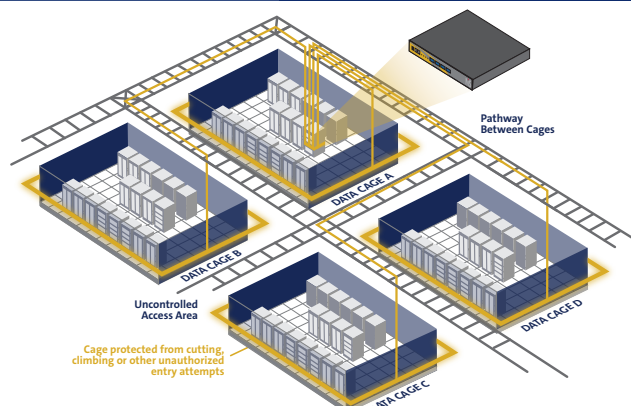 Pathway
Between Cages
DATA CAGE A
DATA CAGE B
Uncontrolled
Access Area
DATA CAGE D
Cage protected from cutting,
climbing or other unauthorized
entry attempts
DATA CAGE C